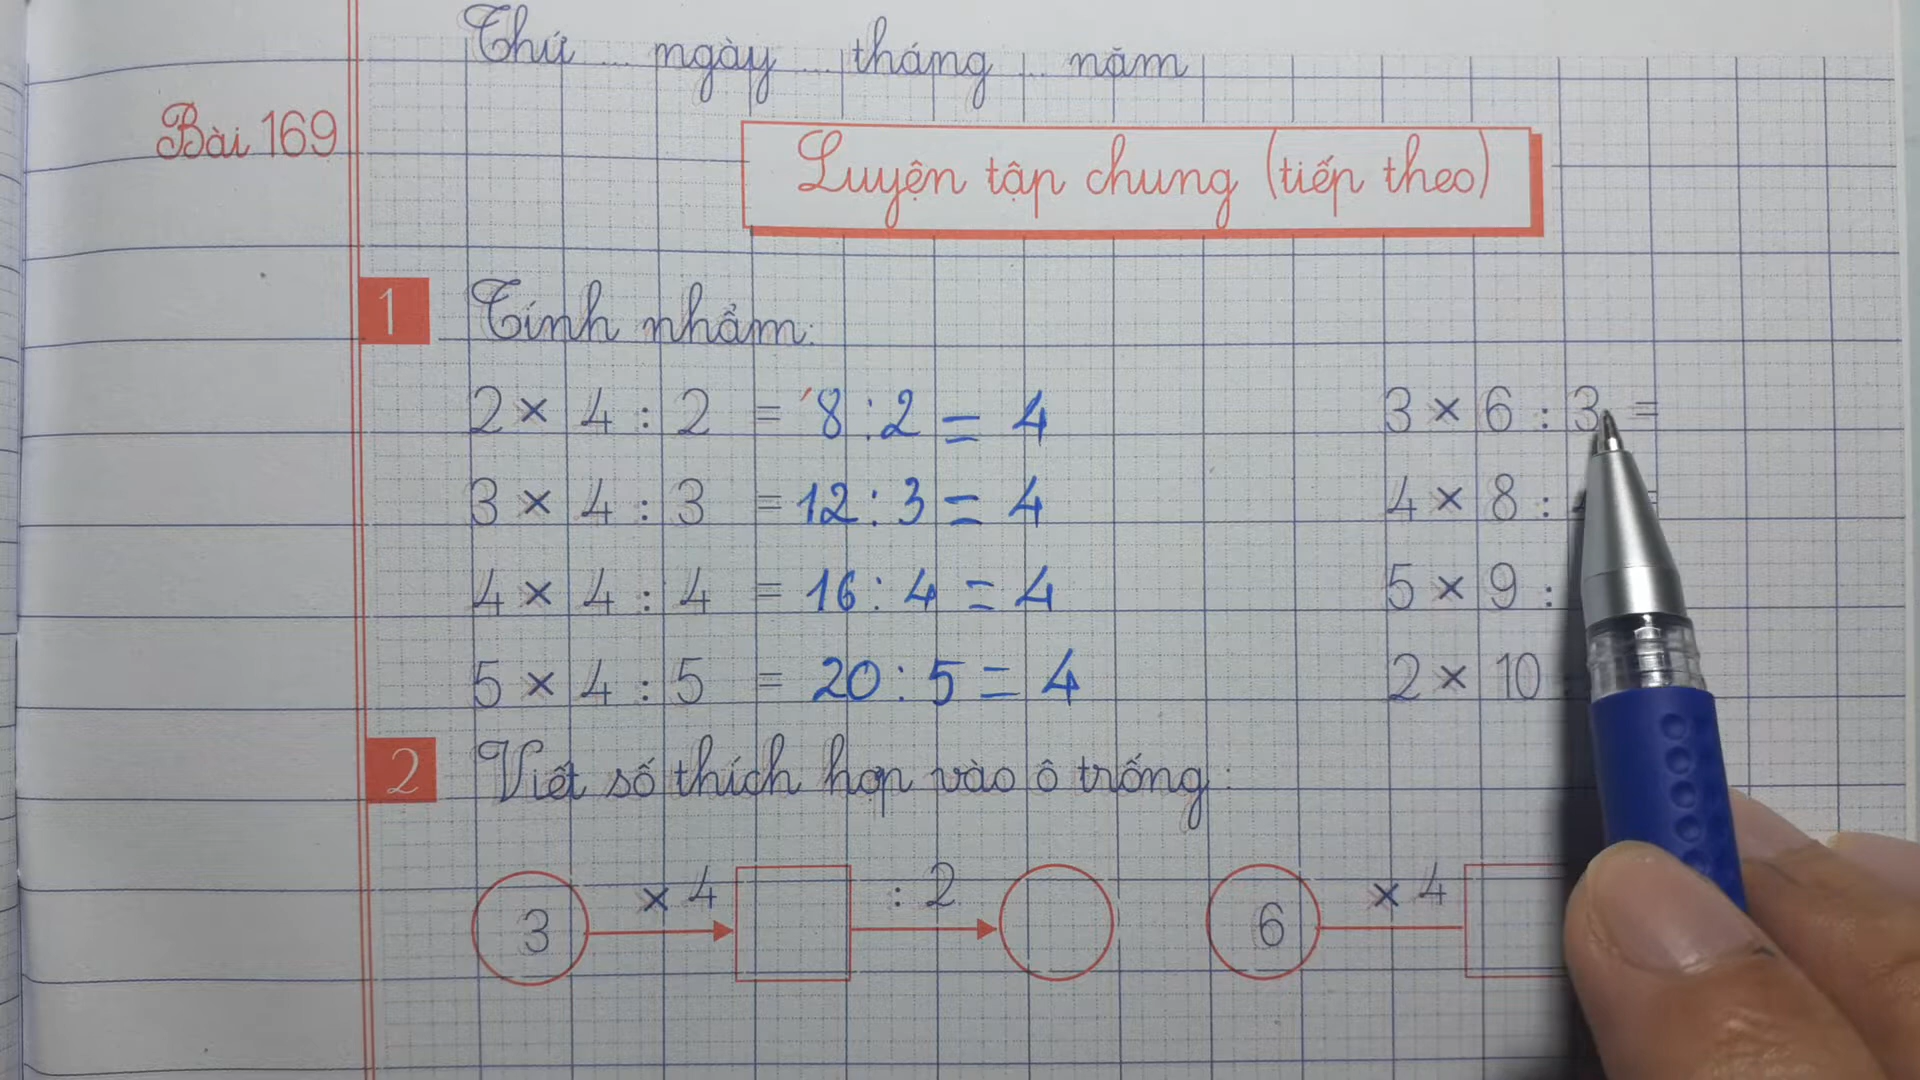 Thứ ... ngày ... tháng ... năm
Bài 169
Luyện tập chung (tiếp theo)
1 Tính nhẩm:
2 × 4 : 2 = 8 : 2 = 4
3 × 6 : 3 =
3 × 4 : 3 = 12 : 3 = 4
4 × 8 : =
4 × 4 : 4 = 16 : 4 = 4
5 × 9 :
5 × 4 : 5 = 20 : 5 = 4
2 × 10
2 Viết số thích hợp vào ô trống:
3 × 4 : 2
6 × 4